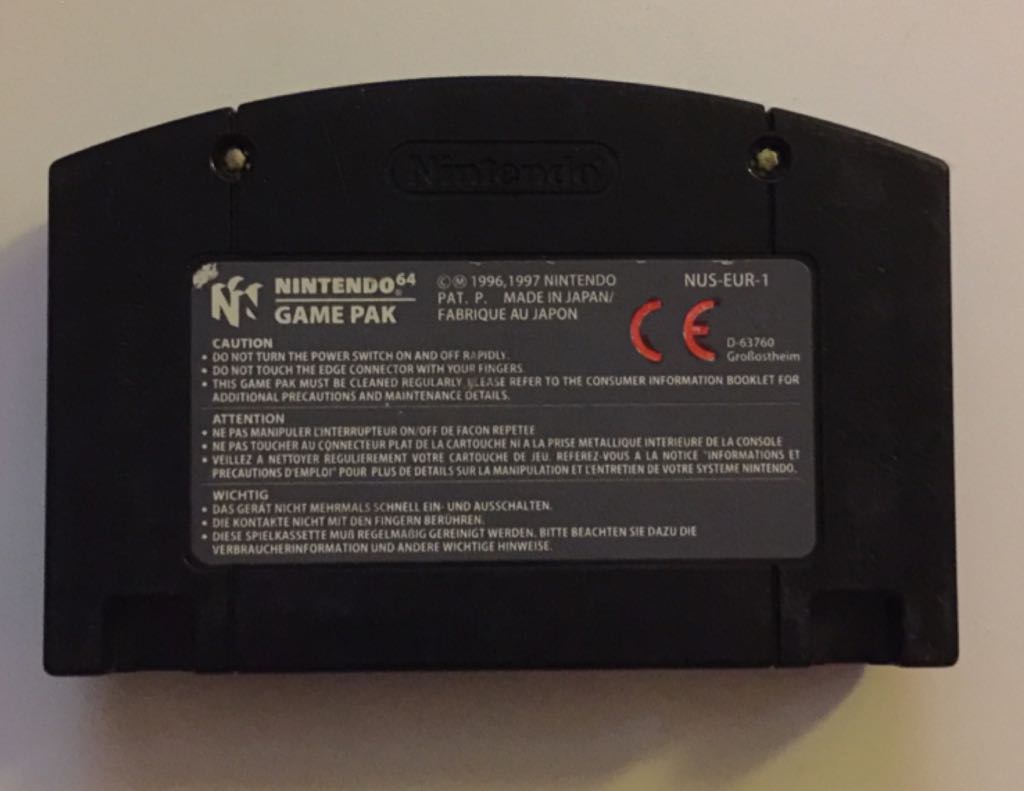 Nintendo
NINTENDO64
GAME PAK
©Ⓜ 1996,1997 NINTENDO
PAT. P. MADE IN JAPAN/
FABRIQUE AU JAPON
NUS-EUR-1
CE
D-63760
Großostheim
CAUTION
• DO NOT TURN THE POWER SWITCH ON AND OFF RAPIDLY.
• DO NOT TOUCH THE EDGE CONNECTOR WITH YOUR FINGERS.
• THIS GAME PAK MUST BE CLEANED REGULARLY. PLEASE REFER TO THE CONSUMER INFORMATION BOOKLET FOR
ADDITIONAL PRECAUTIONS AND MAINTENANCE DETAILS.
ATTENTION
• NE PAS MANIPULER L'INTERRUPTEUR ON/OFF DE FACON REPETEE
• NE PAS TOUCHER AU CONNECTEUR PLAT DE LA CARTOUCHE NI A LA PRISE METALLIQUE INTERIEURE DE LA CONSOLE
• VEILLEZ A NETTOYER REGULIEREMENT VOTRE CARTOUCHE DE JEU. REFEREZ-VOUS A LA NOTICE "INFORMATIONS ET
PRECAUTIONS D'EMPLOI" POUR PLUS DE DETAILS SUR LA MANIPULATION ET L'ENTRETIEN DE VOTRE SYSTEME NINTENDO.
WICHTIG
• DAS GERÄT NICHT MEHRMALS SCHNELL EIN- UND AUSSCHALTEN.
• DIE KONTAKTE NICHT MIT DEN FINGERN BERÜHREN.
• DIESE SPIELKASSETTE MUß REGELMÄßIG GEREINIGT WERDEN. BITTE BEACHTEN SIE DAZU DIE
VERBRAUCHERINFORMATION UND ANDERE WICHTIGE HINWEISE.